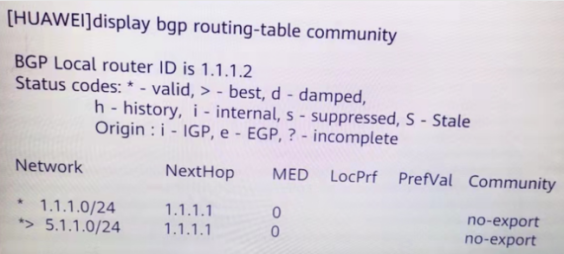 [HUAWEI]display bgp routing-table community
BGP Local router ID is 1.1.1.2
Status codes: * - valid, > - best, d - damped,
h - history, i - internal, s - suppressed, S - Stale
Origin : i - IGP, e - EGP, ? - incomplete
Network NextHop MED LocPrf PrefVal Community
* 1.1.1.0/24 1.1.1.1 0 no-export
*> 5.1.1.0/24 1.1.1.1 0 no-export